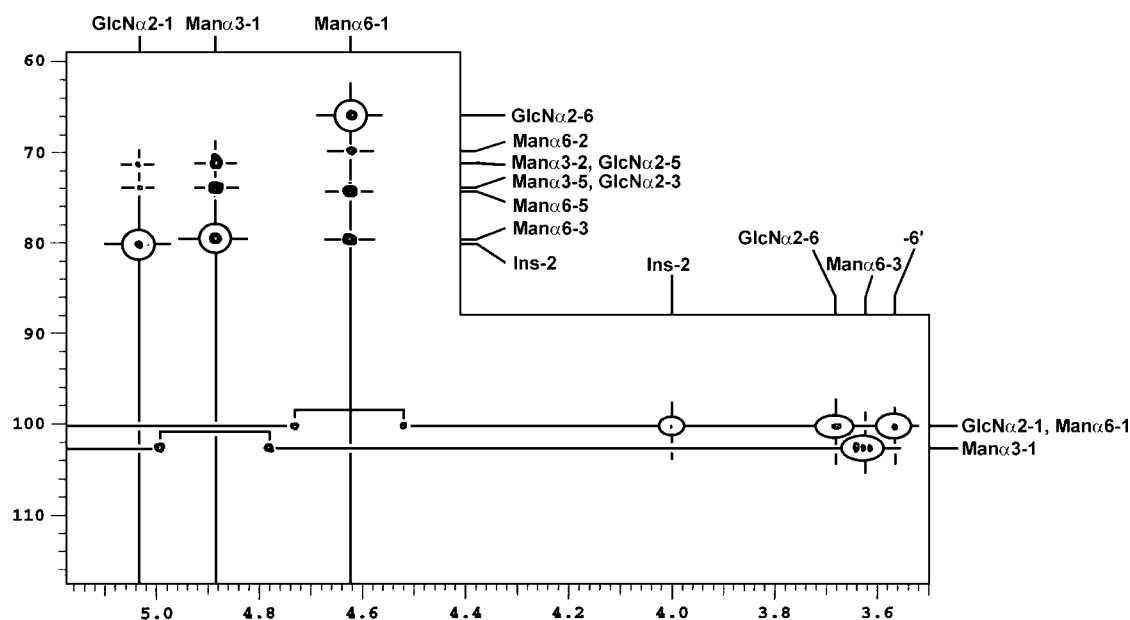 GlcNα2-1 Manα3-1 Manα6-1
60
GlcNα2-6
Manα6-2
70
Manα3-2, GlcNα2-5
Manα3-5, GlcNα2-3
Manα6-5
Manα6-3
80
Ins-2
Ins-2
GlcNα2-6
-6'
Manα6-3
90
100
GlcNα2-1, Manα6-1
Manα3-1
110
5.0 4.8 4.6 4.4 4.2 4.0 3.8 3.6